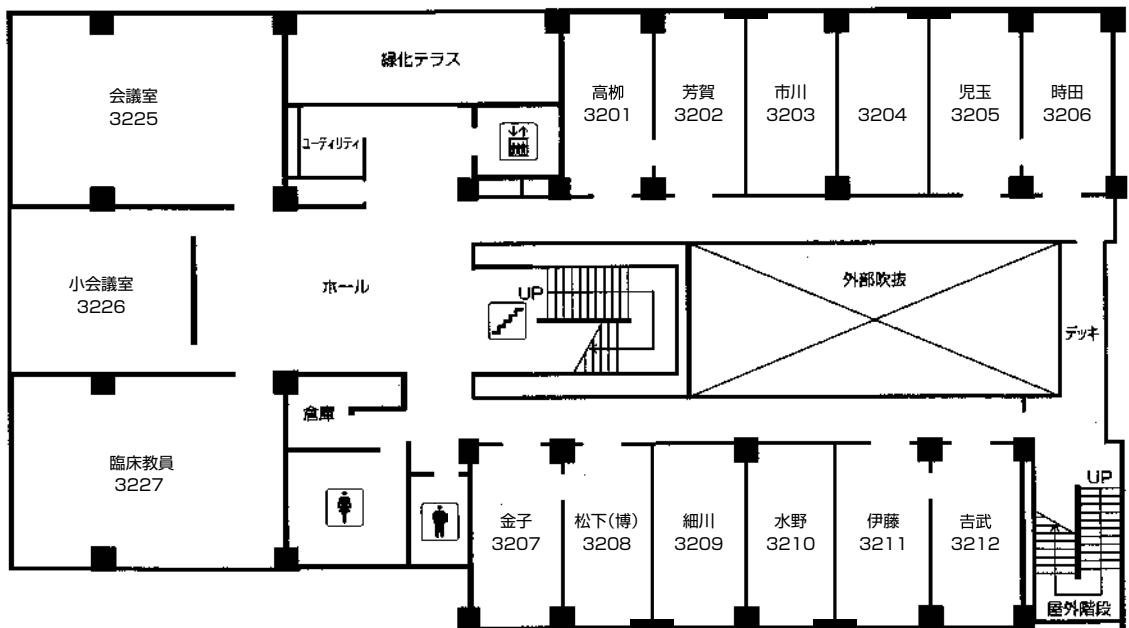 緑化テラス
会議室
3225
高柳
3201
芳賀
3202
市川
3203
3204
児玉
3205
時田
3206
ユーティリティ
小会議室
3226
ホール
UP
外部吹抜
デッキ
倉庫
臨床教員
3227
金子
3207
松下(博)
3208
細川
3209
水野
3210
伊藤
3211
吉武
3212
UP
屋外階段